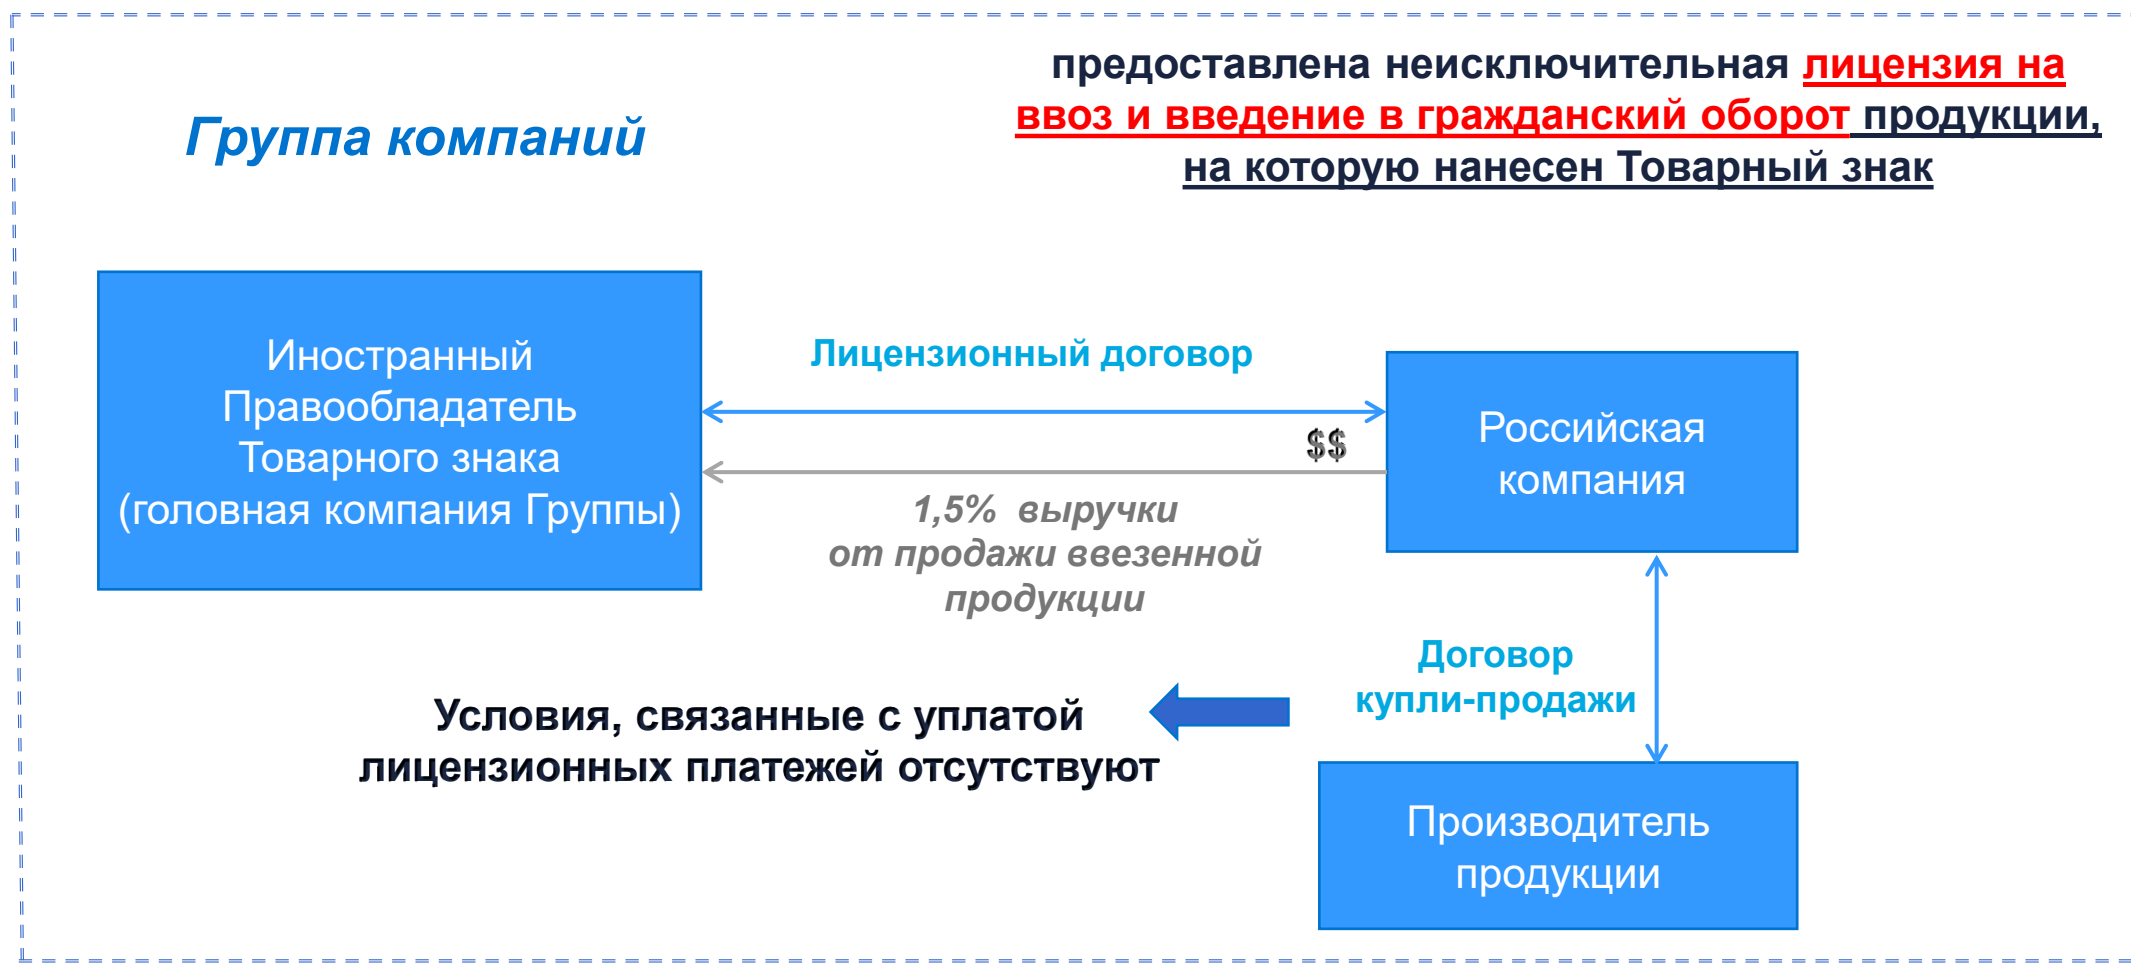 предоставлена неисключительная лицензия на
ввоз и введение в гражданский оборот продукции,
на которую нанесен Товарный знак
Группа компаний
Иностранный
Правообладатель
Товарного знака
(головная компания Группы)
Лицензионный договор
$$
1,5% выручки
от продажи ввезенной
продукции
Российская
компания
Договор
купли-продажи
Условия, связанные с уплатой
лицензионных платежей отсутствуют
Производитель
продукции